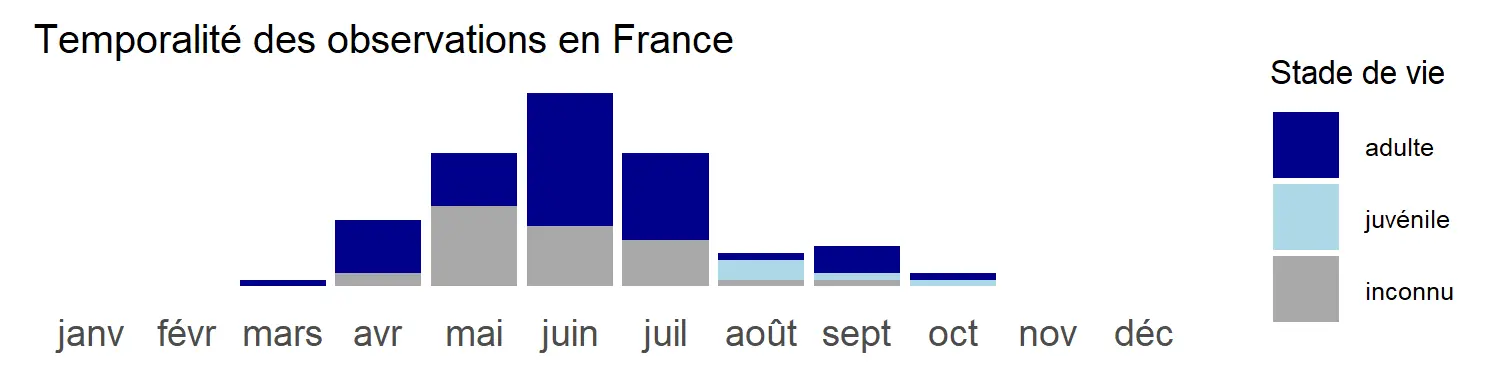 Temporalité des observations en France
Stade de vie
adulte
juvénile
inconnu
janv févr mars avr mai juin juil août sept oct nov déc